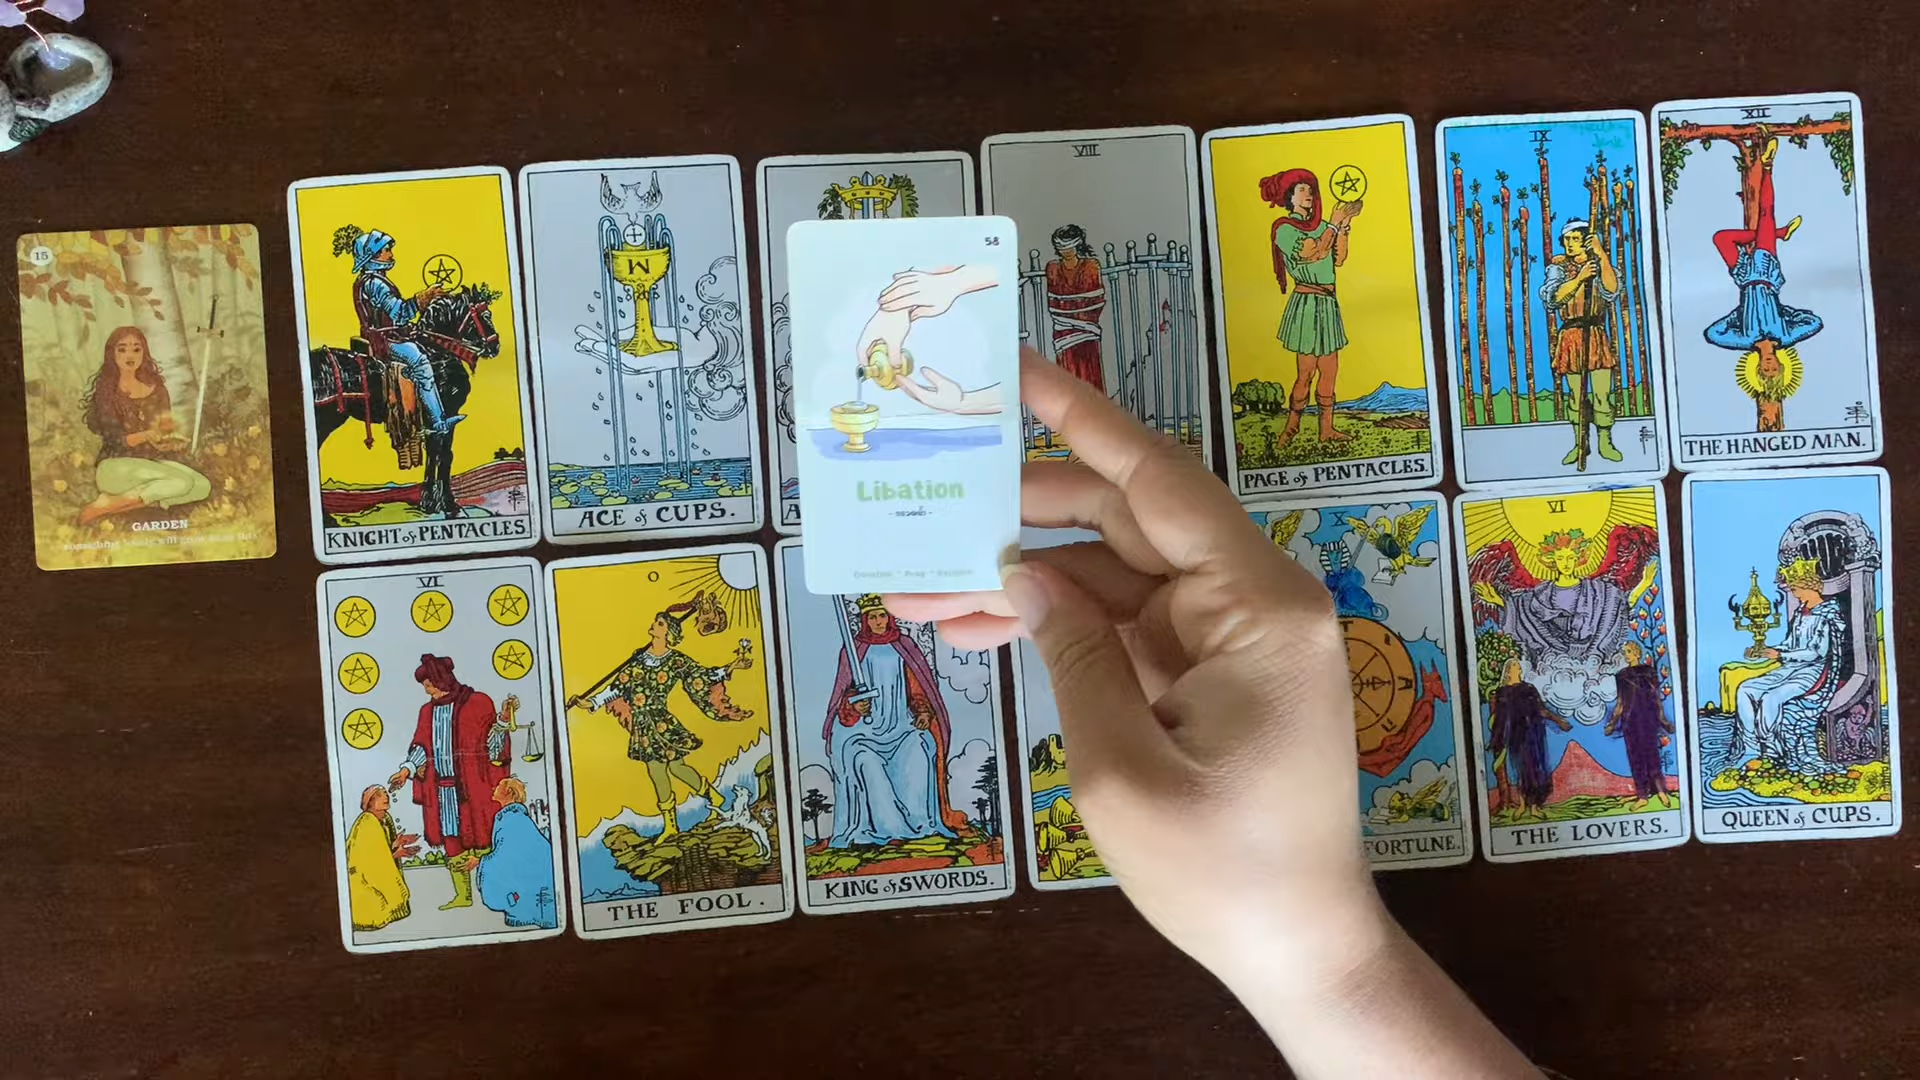 15
GARDEN
KNIGHT of PENTACLES
ACE of CUPS.
A
VIII
PAGE of PENTACLES.
IX
XII
THE HANGED MAN.
58
Libation
VI
O
THE FOOL.
KING of SWORDS.
X
FORTUNE.
VI
THE LOVERS.
QUEEN of CUPS.